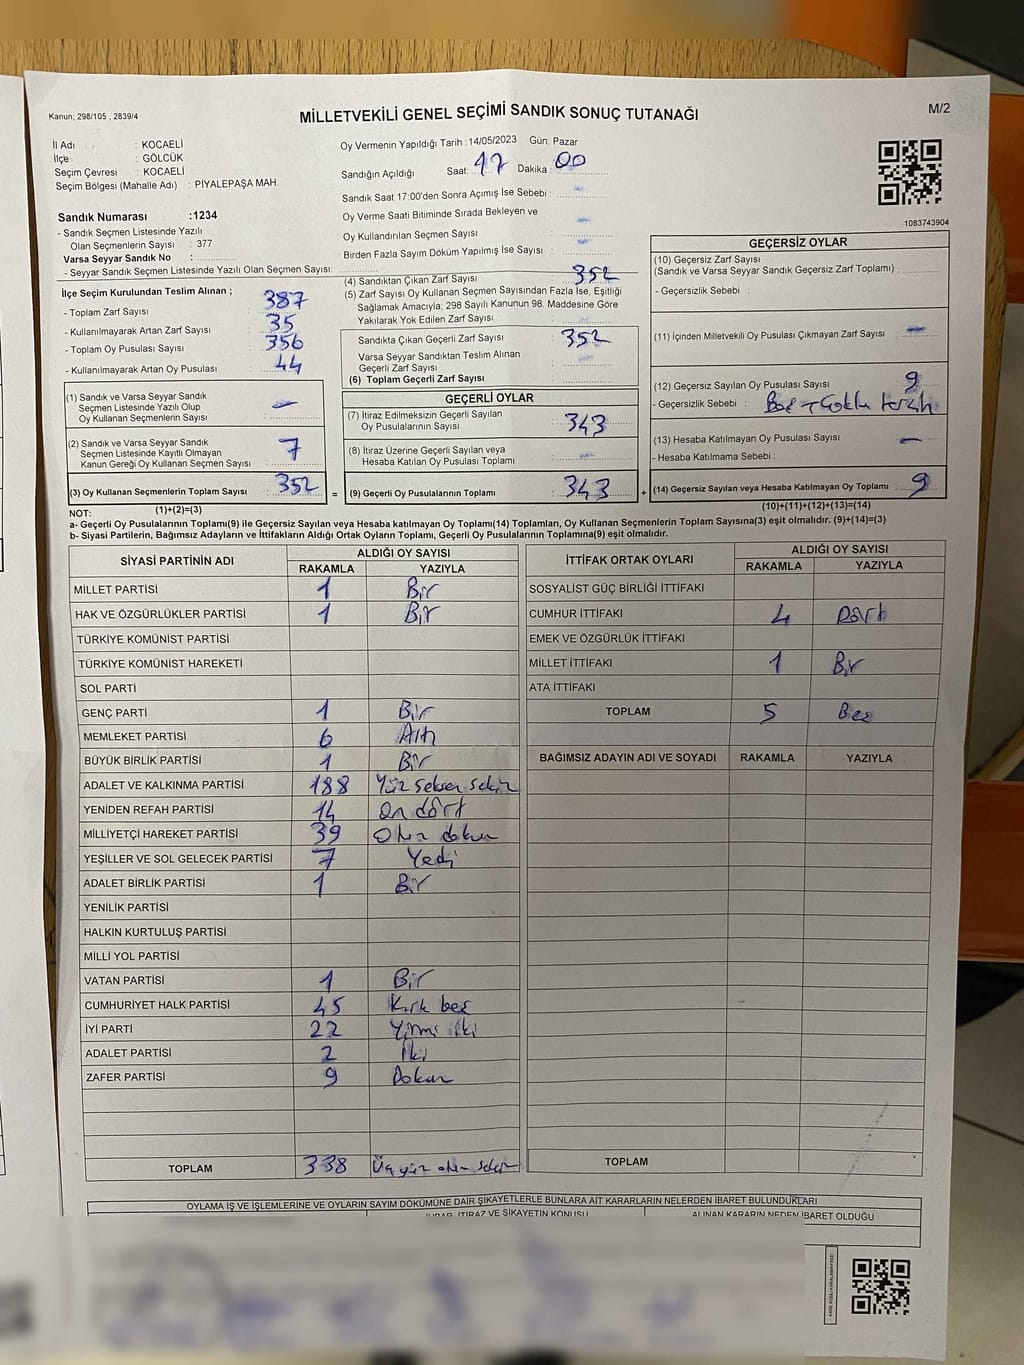 Kanun: 298/105 , 2839/4
MİLLETVEKİLİ GENEL SEÇİMİ SANDIK SONUÇ TUTANAĞI
M/2
İl Adı : KOCAELİ
İlçe : GÖLCÜK
Seçim Çevresi : KOCAELİ
Seçim Bölgesi (Mahalle Adı) : PİYALEPAŞA MAH.
Sandık Numarası :1234
- Sandık Seçmen Listesinde Yazılı
Olan Seçmenlerin Sayısı : 377
Varsa Seyyar Sandık No :
- Seyyar Sandık Seçmen Listesinde Yazılı Olan Seçmen Sayısı:
Oy Vermenin Yapıldığı Tarih :14/05/2023 Gün: Pazar
Sandığın Açıldığı Saat: 17 Dakika : 00
Sandık Saat 17:00'den Sonra Açımış İse Sebebi :
Oy Verme Saati Bitiminde Sırada Bekleyen ve
Oy Kullandırılan Seçmen Sayısı :
Birden Fazla Sayım Döküm Yapılmış İse Sayısı :
1083743904
İlçe Seçim Kurulundan Teslim Alınan ;
- Toplam Zarf Sayısı : 387
- Kullanılmayarak Artan Zarf Sayısı : 35
- Toplam Oy Pusulası Sayısı : 356
- Kullanılmayarak Artan Oy Pusulası : 44
(1) Sandık ve Varsa Seyyar Sandık
Seçmen Listesinde Yazılı Olup
Oy Kullanan Seçmenlerin Sayısı : —
(2) Sandık ve Varsa Seyyar Sandık
Seçmen Listesinde Kayıtlı Olmayan
Kanun Gereği Oy Kullanan Seçmen Sayısı : 7
(3) Oy Kullanan Seçmenlerin Toplam Sayısı : 352
(4) Sandıktan Çıkan Zarf Sayısı : 352
(5) Zarf Sayısı Oy Kullanan Seçmen Sayısından Fazla İse, Eşitliği
Sağlamak Amacıyla; 298 Sayılı Kanunun 98. Maddesine Göre
Yakılarak Yok Edilen Zarf Sayısı :
Sandıkta Çıkan Geçerli Zarf Sayısı : 352
Varsa Seyyar Sandıktan Teslim Alınan
Geçerli Zarf Sayısı :
(6) Toplam Geçerli Zarf Sayısı :
GEÇERLİ OYLAR
(7) İtiraz Edilmeksizin Geçerli Sayılan
Oy Pusulalarının Sayısı : 343
(8) İtiraz Üzerine Geçerli Sayılan veya
Hesaba Katılan Oy Pusulası Toplamı :
= (9) Geçerli Oy Pusulalarının Toplamı : 343 +
GEÇERSİZ OYLAR
(10) Geçersiz Zarf Sayısı
(Sandık ve Varsa Seyyar Sandık Geçersiz Zarf Toplamı) :
- Geçersizlik Sebebi :
(11) İçinden Milletvekili Oy Pusulası Çıkmayan Zarf Sayısı : —
(12) Geçersiz Sayılan Oy Pusulası Sayısı : 9
- Geçersizlik Sebebi : Boş
(13) Hesaba Katılmayan Oy Pusulası Sayısı : —
- Hesaba Katılmama Sebebi :
(14) Geçersiz Sayılan veya Hesaba Katılmayan Oy Toplamı : 9
NOT: (1)+(2)=(3)
(10)+(11)+(12)+(13)=(14)
a- Geçerli Oy Pusulalarının Toplamı(9) ile Geçersiz Sayılan veya Hesaba katılmayan Oy Toplamı(14) Toplamları, Oy Kullanan Seçmenlerin Toplam Sayısına(3) eşit olmalıdır. (9)+(14)=(3)
b- Siyasi Partilerin, Bağımsız Adayların ve İttifakların Aldığı Ortak Oyların Toplamı, Geçerli Oy Pusulalarının Toplamına(9) eşit olmalıdır.
SİYASİ PARTİNİN ADI ALDIĞI OY SAYISI
RAKAMLA YAZIYLA
MİLLET PARTİSİ 1 Bir
HAK VE ÖZGÜRLÜKLER PARTİSİ 1 Bir
TÜRKİYE KOMÜNİST PARTİSİ
TÜRKİYE KOMÜNİST HAREKETİ
SOL PARTİ
GENÇ PARTİ 1 Bir
MEMLEKET PARTİSİ 6 Altı
BÜYÜK BİRLİK PARTİSİ 1 Bir
ADALET VE KALKINMA PARTİSİ 188 Yüz seksen sekiz
YENİDEN REFAH PARTİSİ 14 On dört
MİLLİYETÇİ HAREKET PARTİSİ 39 Otuz dokuz
YEŞİLLER VE SOL GELECEK PARTİSİ 7 Yedi
ADALET BİRLİK PARTİSİ 1 Bir
YENİLİK PARTİSİ
HALKIN KURTULUŞ PARTİSİ
MİLLİ YOL PARTİSİ
VATAN PARTİSİ 1 Bir
CUMHURİYET HALK PARTİSİ 45 Kırk beş
İYİ PARTİ 22 Yirmi iki
ADALET PARTİSİ 2 İki
ZAFER PARTİSİ 9 Dokuz
TOPLAM 338 Üç yüz otuz sekiz
İTTİFAK ORTAK OYLARI ALDIĞI OY SAYISI
RAKAMLA YAZIYLA
SOSYALİST GÜÇ BİRLİĞİ İTTİFAKI
CUMHUR İTTİFAKI 4 Dört
EMEK VE ÖZGÜRLÜK İTTİFAKI
MİLLET İTTİFAKI 1 Bir
ATA İTTİFAKI
TOPLAM 5 Beş
BAĞIMSIZ ADAYIN ADI VE SOYADI RAKAMLA YAZIYLA
TOPLAM
OYLAMA İŞ VE İŞLEMLERİNE VE OYLARIN SAYIM DÖKÜMÜNE DAİR ŞİKAYETLERLE BUNLARA AİT KARARLARIN NELERDEN İBARET BULUNDUKLARI
İTİRAZ VE ŞİKAYETİN KONUSU ALINAN KARARIN NEDEN İBARET OLDUĞU